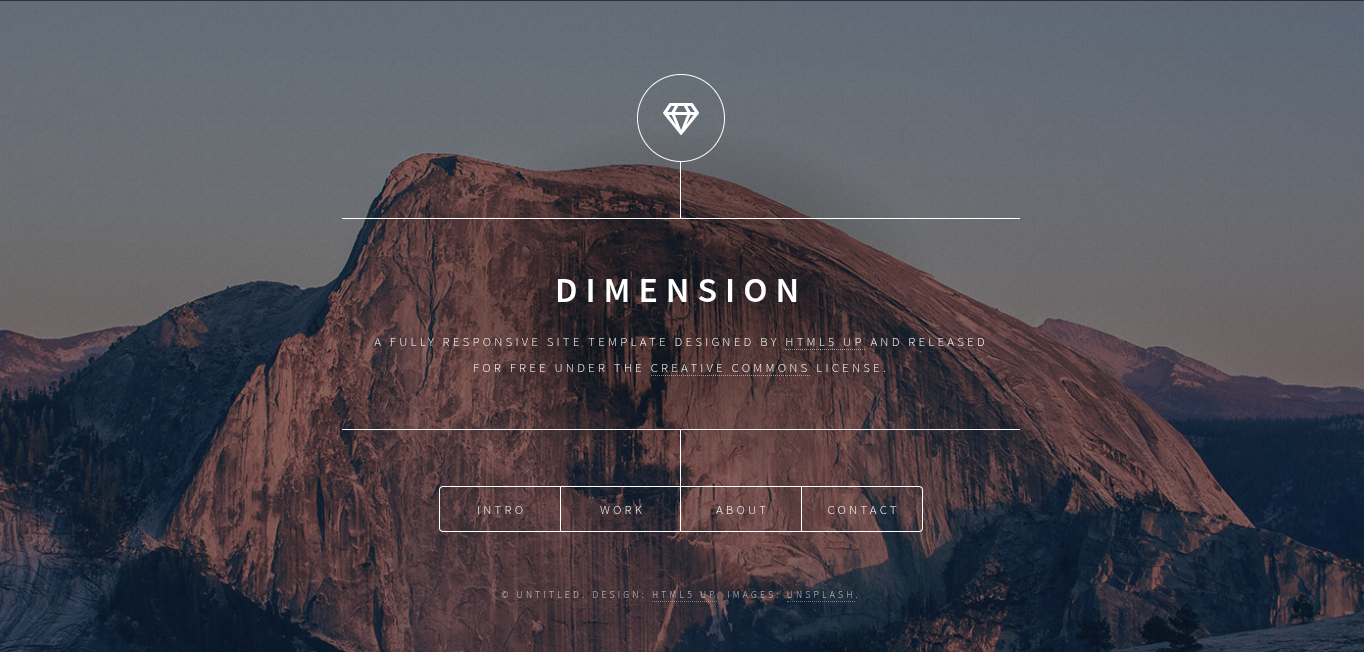 DIMENSION
A FULLY RESPONSIVE SITE TEMPLATE DESIGNED BY HTML5 UP AND RELEASED
FOR FREE UNDER THE CREATIVE COMMONS LICENSE.
INTRO WORK ABOUT CONTACT
© UNTITLED. DESIGN: HTML5 UP. IMAGES: UNSPLASH.